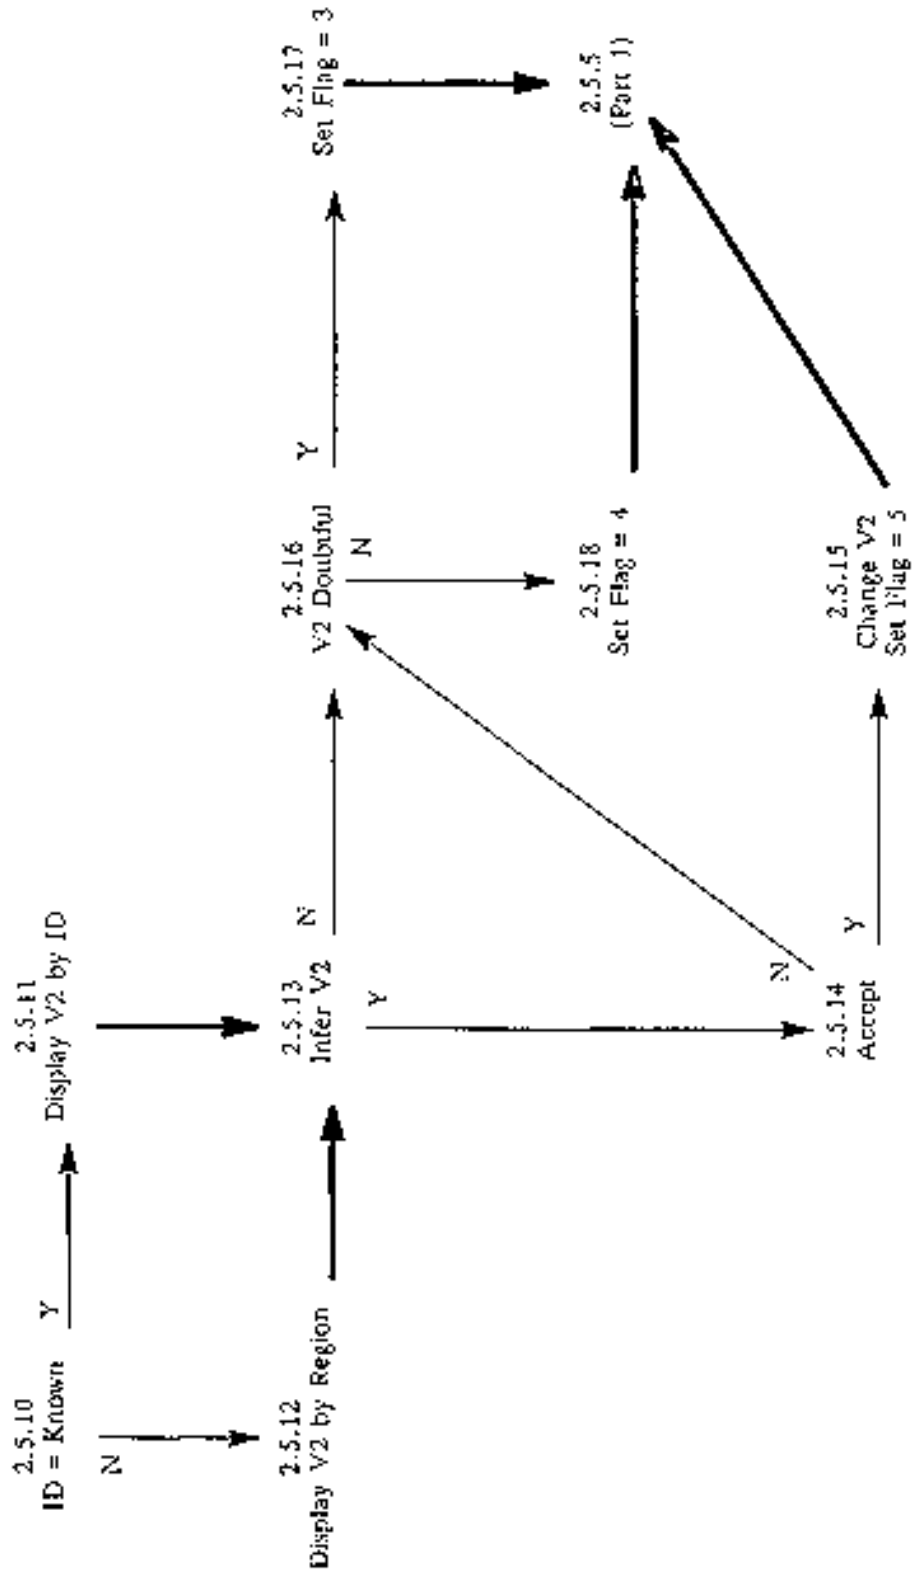 2.5.10
ID = Known
Y
N
2.5.11
Display V2 by ID
2.5.12
Display V2 by Region
2.5.13
Infer V2
N
Y
2.5.16
V2 Doubtful
Y
N
2.5.17
Set Flag = 3
2.5.18
Set Flag = 4
2.5.5
(Part 1)
2.5.14
Accept
N
Y
2.5.15
Change V2
Set Flag = 5